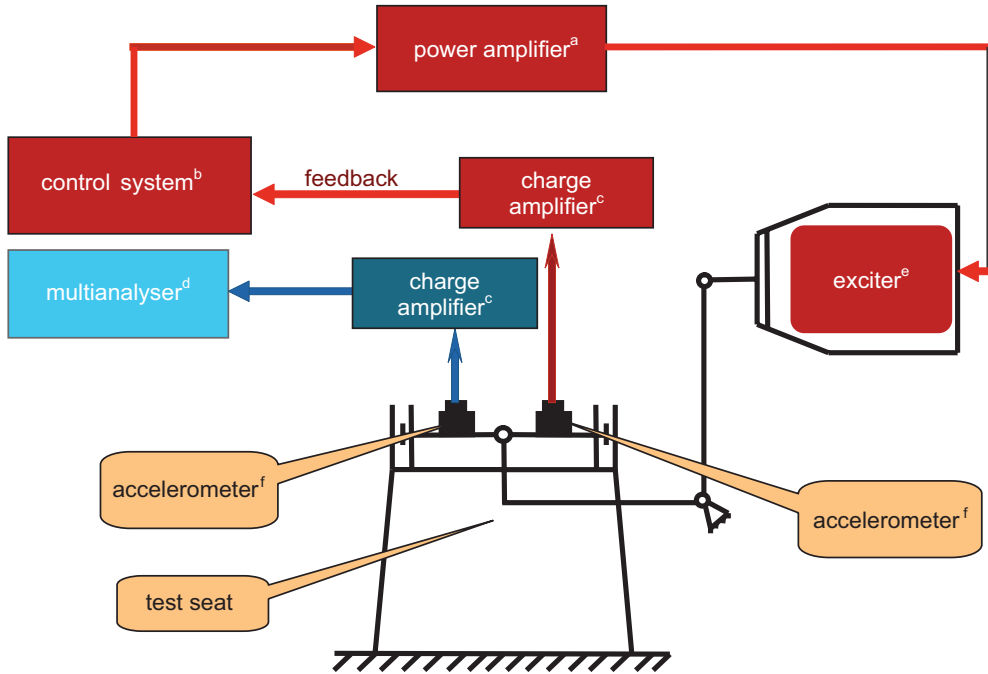 power amplifier^a
control system^b
feedback
charge
amplifier^c
multianalyser^d
charge
amplifier^c
exciter^e
accelerometer^f
accelerometer^f
test seat